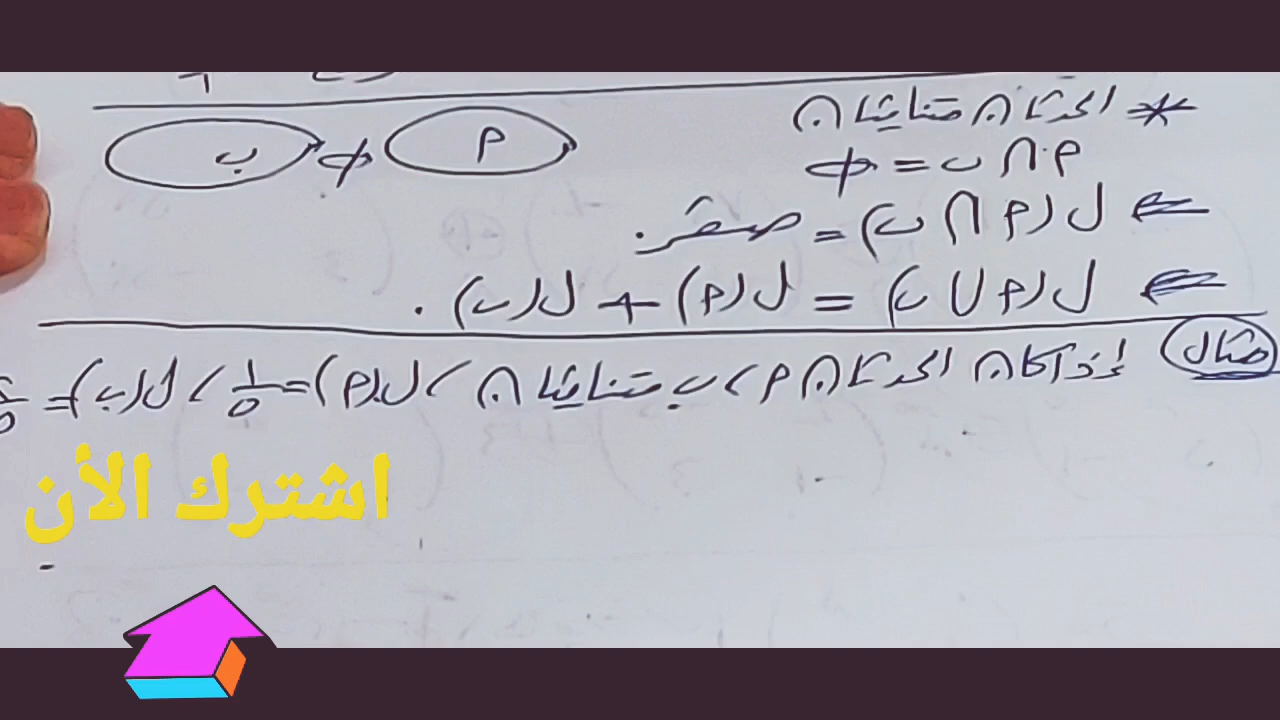 * الحدثان متنافيان
م ∩ ب = ф
م ф ب
⇐ ل(م ∩ ب) = صفر.
⇐ ل(م ∪ ب) = ل(م) + ل(ب).
مثال إذا كان الحدثان م، ب متنافيان، ل(م) = ١/٥، ل(ب) =
اشترك الأن